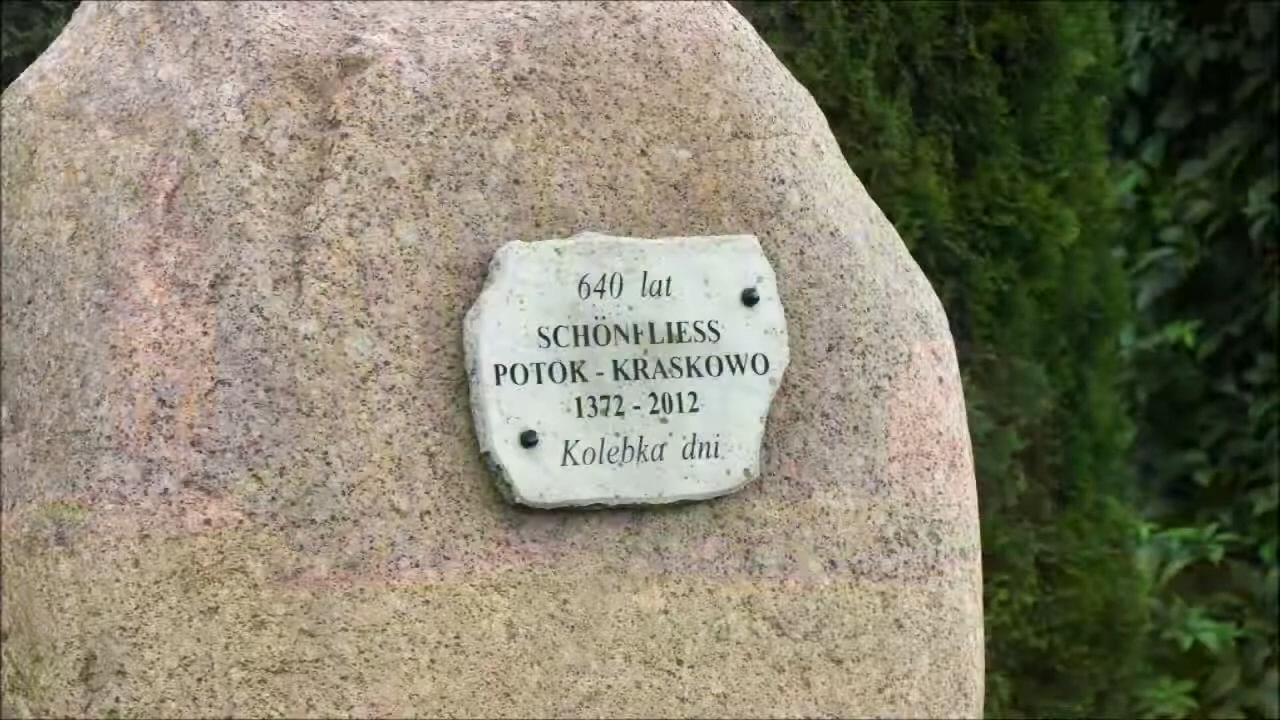 640 lat
SCHÖNFLIESS
POTOK - KRASKOWO
1372 - 2012
Kolebka dni